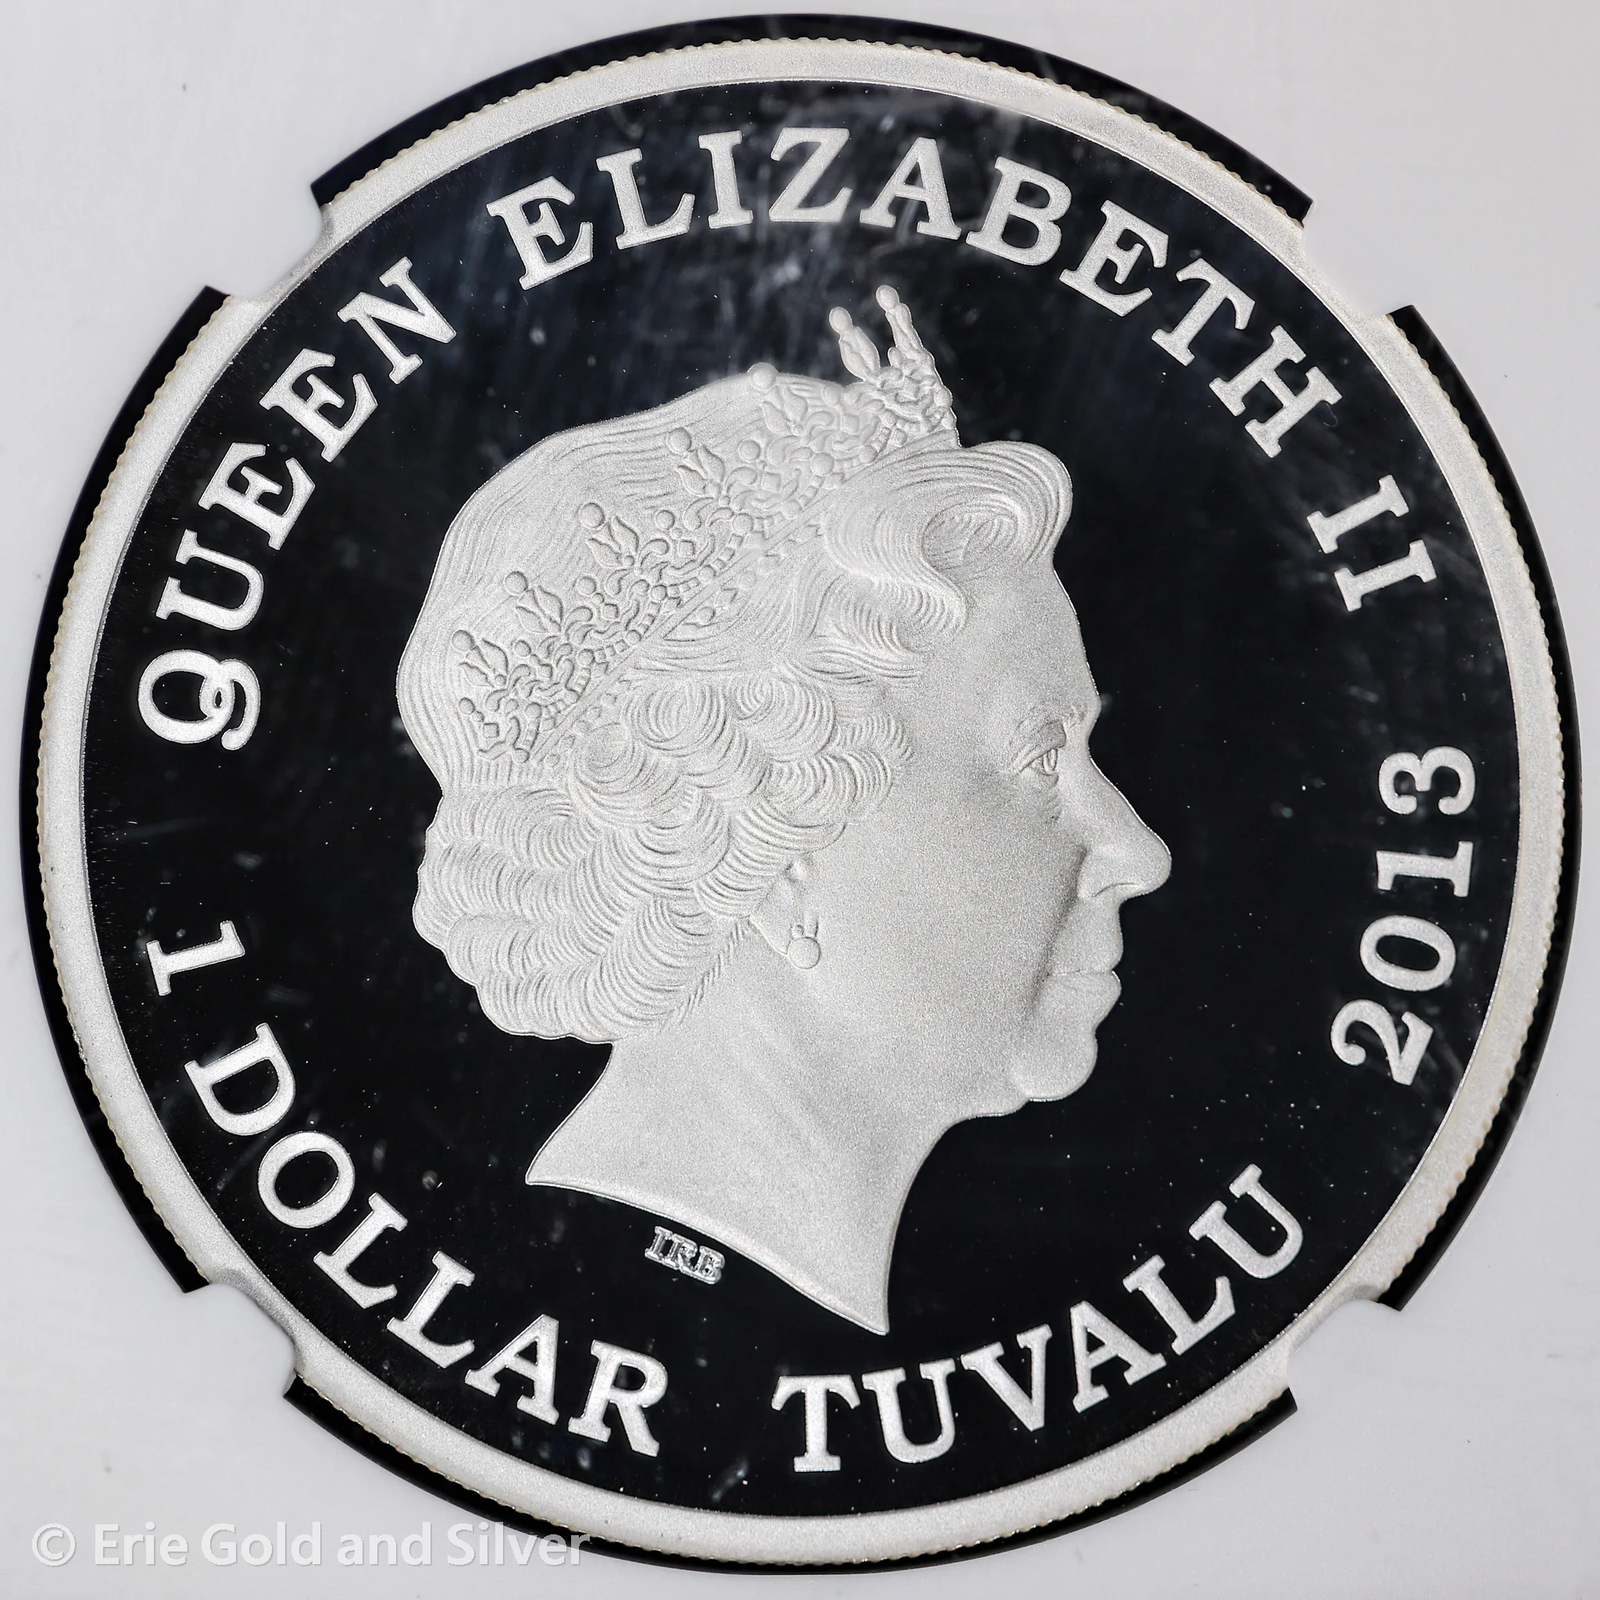 QUEEN ELIZABETH II
2013
1 DOLLAR TUVALU
IRB
© Erie Gold and Silver